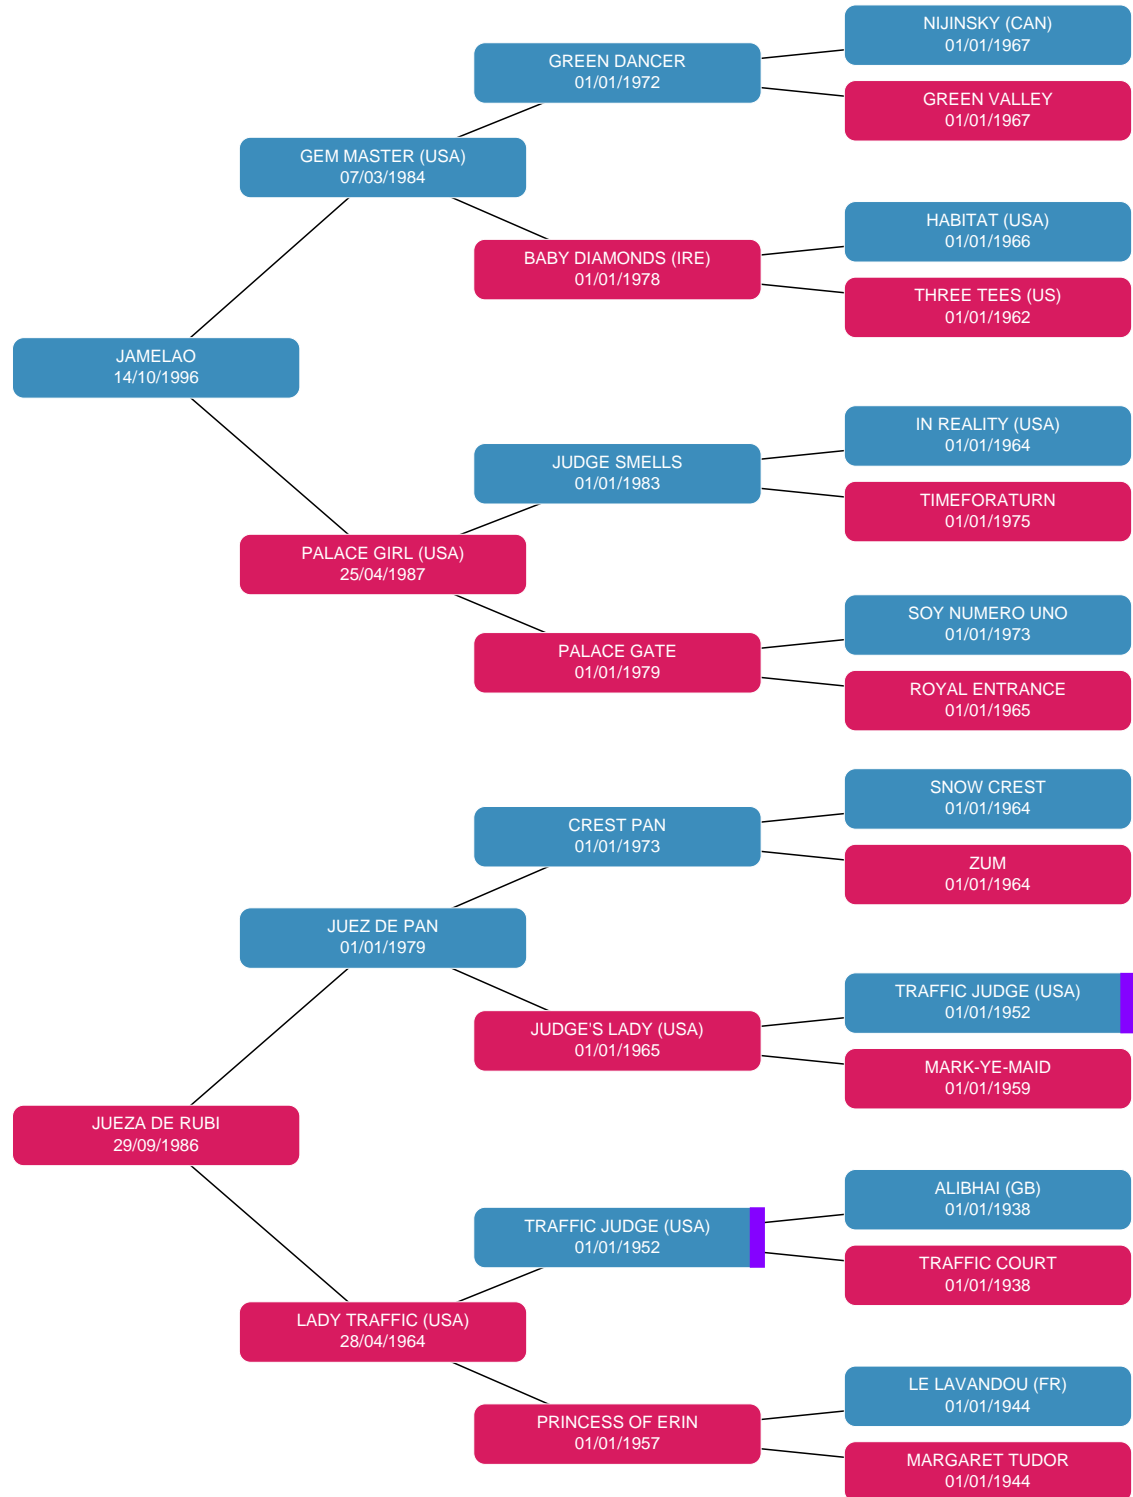 NIJINSKY (CAN)
01/01/1967
GREEN DANCER
01/01/1972
GREEN VALLEY
01/01/1967
GEM MASTER (USA)
07/03/1984
HABITAT (USA)
01/01/1966
BABY DIAMONDS (IRE)
01/01/1978
THREE TEES (US)
01/01/1962
JAMELAO
14/10/1996
IN REALITY (USA)
01/01/1964
JUDGE SMELLS
01/01/1983
TIMEFORATURN
01/01/1975
PALACE GIRL (USA)
25/04/1987
SOY NUMERO UNO
01/01/1973
PALACE GATE
01/01/1979
ROYAL ENTRANCE
01/01/1965
SNOW CREST
01/01/1964
CREST PAN
01/01/1973
ZUM
01/01/1964
JUEZ DE PAN
01/01/1979
TRAFFIC JUDGE (USA)
01/01/1952
JUDGE'S LADY (USA)
01/01/1965
MARK-YE-MAID
01/01/1959
JUEZA DE RUBI
29/09/1986
ALIBHAI (GB)
01/01/1938
TRAFFIC JUDGE (USA)
01/01/1952
TRAFFIC COURT
01/01/1938
LADY TRAFFIC (USA)
28/04/1964
LE LAVANDOU (FR)
01/01/1944
PRINCESS OF ERIN
01/01/1957
MARGARET TUDOR
01/01/1944